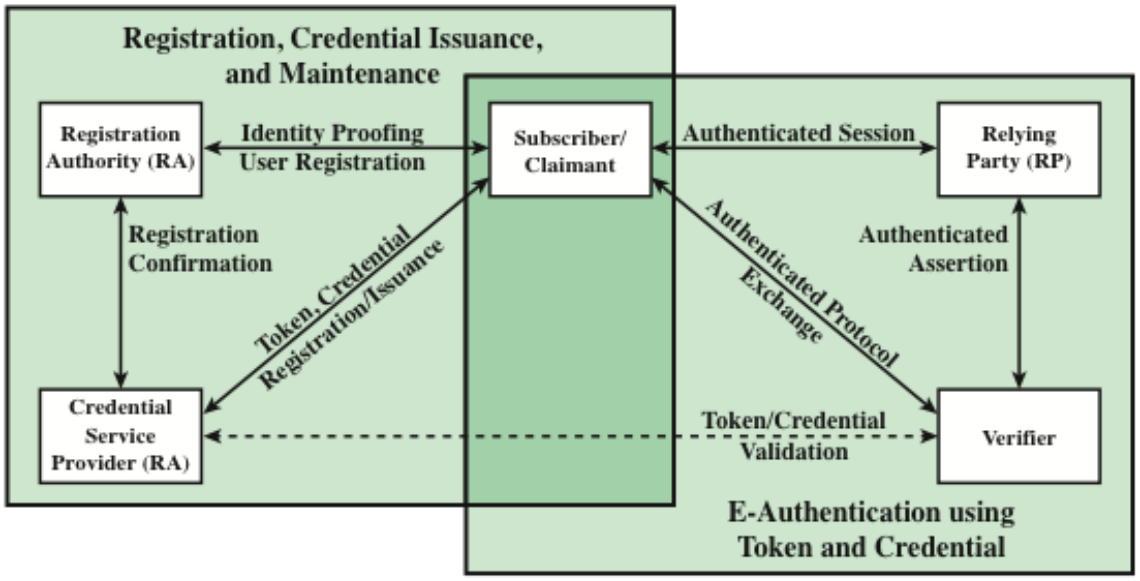 Registration, Credential Issuance,
and Maintenance
Registration
Authority (RA)
Identity Proofing
User Registration
Subscriber/
Claimant
Authenticated Session
Relying
Party (RP)
Registration
Confirmation
Token, Credential
Registration/Issuance
Authenticated Protocol
Exchange
Authenticated
Assertion
Credential
Service
Provider (RA)
Token/Credential
Validation
Verifier
E-Authentication using
Token and Credential